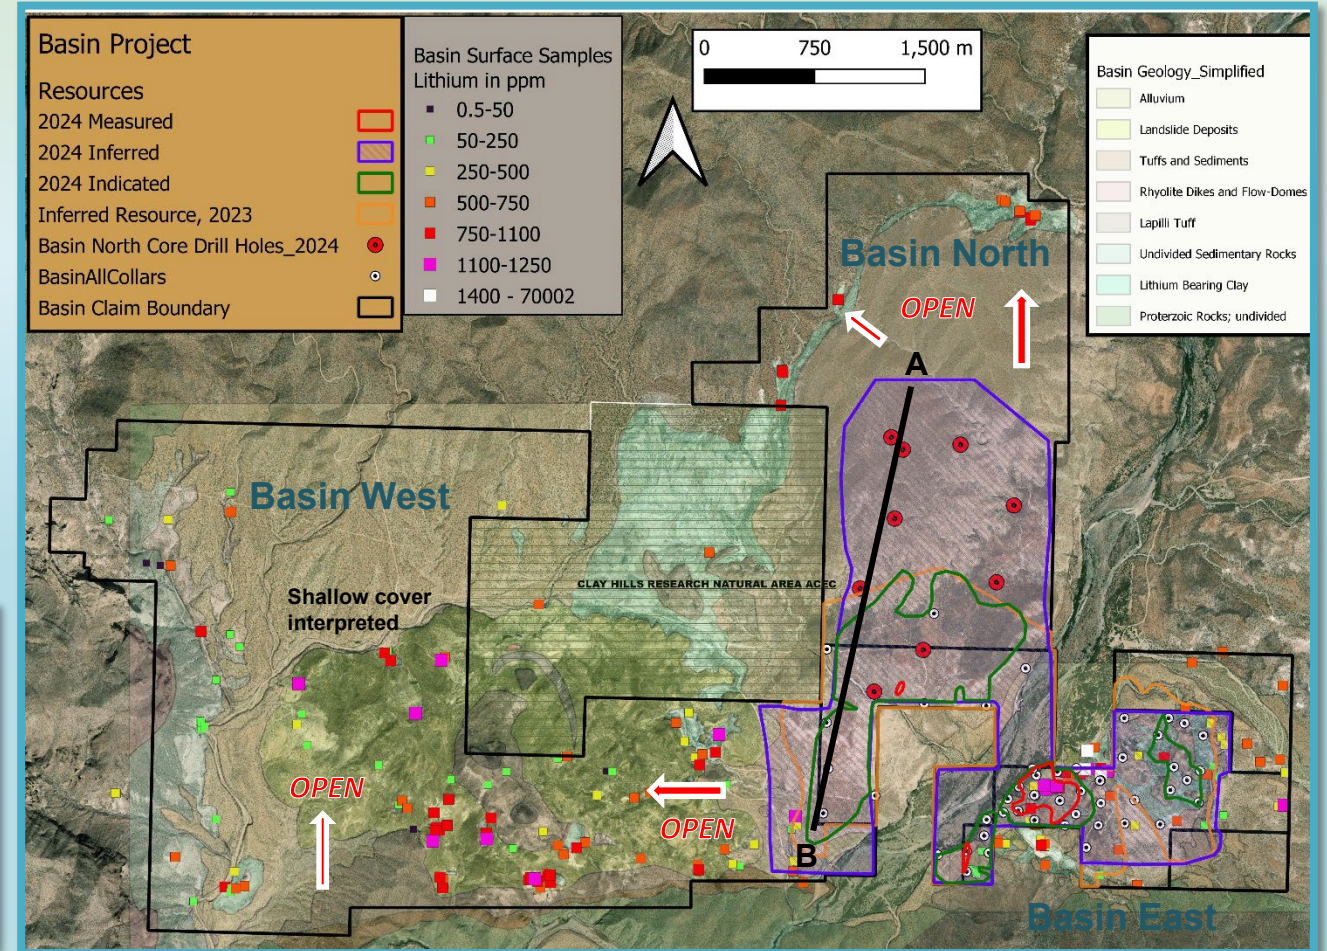 Basin Project
Resources
2024 Measured
2024 Inferred
2024 Indicated
Inferred Resource, 2023
Basin North Core Drill Holes_2024
BasinAllCollars
Basin Claim Boundary
Basin Surface Samples
Lithium in ppm
0.5-50
50-250
250-500
500-750
750-1100
1100-1250
1400 - 70002
0 750 1,500 m
Basin Geology_Simplified
Alluvium
Landslide Deposits
Tuffs and Sediments
Rhyolite Dikes and Flow-Domes
Lapilli Tuff
Undivided Sedimentary Rocks
Lithium Bearing Clay
Proterzoic Rocks; undivided
Basin North
OPEN
A
Basin West
CLAY HILLS RESEARCH NATURAL AREA ACEC
Shallow cover
interpreted
OPEN
OPEN
B
Basin East